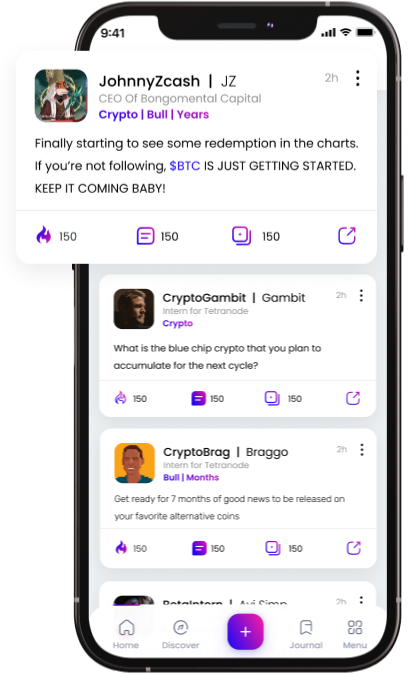 9:41
JohnnyZcash | JZ 2h
CEO Of Bongomental Capital
Crypto | Bull | Years
Finally starting to see some redemption in the charts.
If you're not following, $BTC IS JUST GETTING STARTED.
KEEP IT COMING BABY!
150 150 150
CryptoGambit | Gambit 2h
Intern for Tetranode
Crypto
What is the blue chip crypto that you plan to
accumulate for the next cycle?
150 150 150
CryptoBrag | Braggo 2h
Intern for Tetranode
Bull | Months
Get ready for 7 months of good news to be released on
your favorite alternative coins
150 150 150
BetaIntern | Avi Simp 2h
Home Discover + Journal Menu